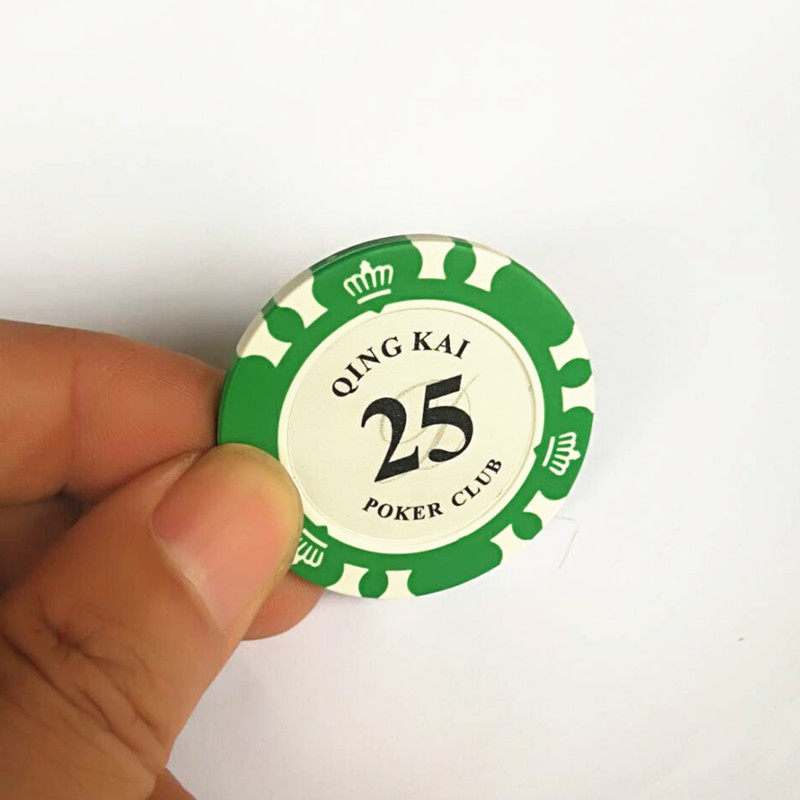 QING KAI
25
POKER CLUB